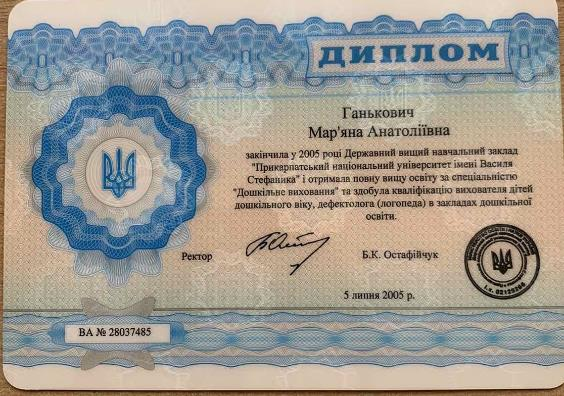 ДИПЛОМ
Ганькович
Мар'яна Анатоліївна
закінчила у 2005 році Державний вищий навчальний заклад
"Прикарпатський національний університет імені Василя
Стефаника" і отримала повну вищу освіту за спеціальністю
"Дошкільне виховання" та здобула кваліфікацію вихователя дітей
дошкільного віку, дефектолога (логопеда) в закладах дошкільної
освіти.
Ректор
Б.К. Остафійчук
5 липня 2005 р.
ВА № 28037485